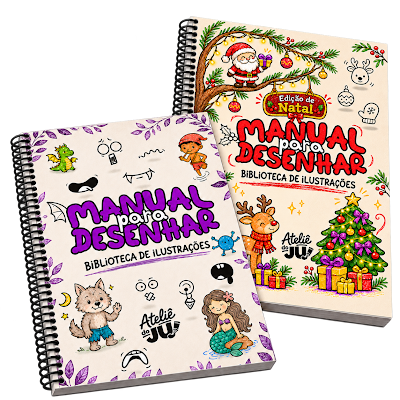 MANUAL
para
DESENHAR
BIBLIOTECA DE ILUSTRAÇÕES
Ateliê
da JU!
Edição de
Natal
MANUAL
para
DESENHAR
BIBLIOTECA DE ILUSTRAÇÕES
Ateliê
da JU!